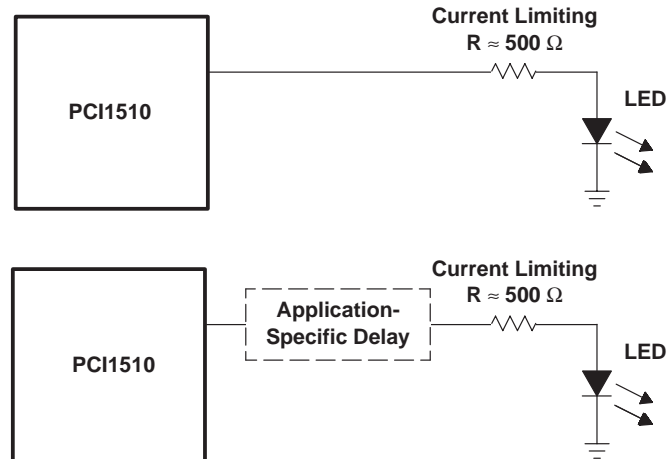 Current Limiting
R ≈ 500 Ω
PCI1510
LED
Current Limiting
R ≈ 500 Ω
Application-
Specific Delay
PCI1510
LED